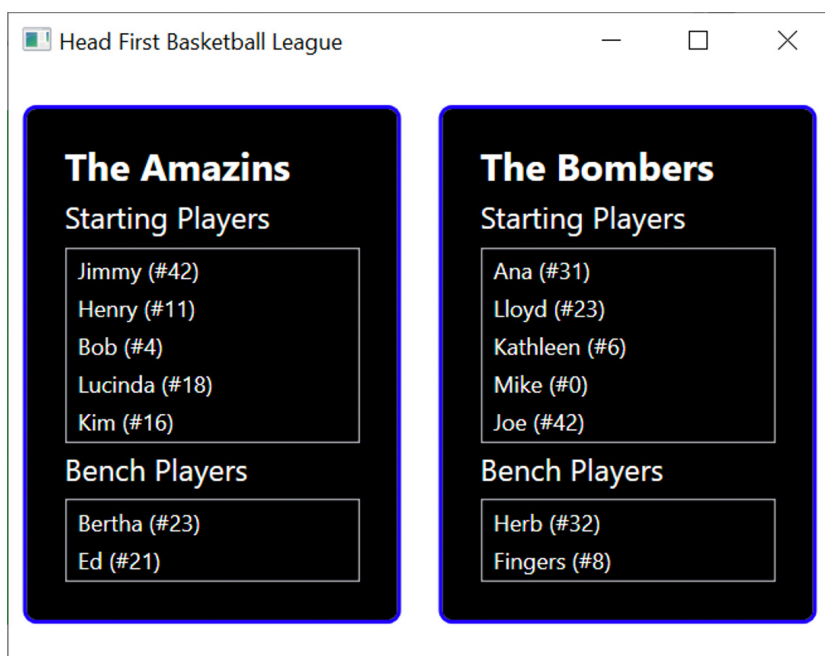 Head First Basketball League
The Amazins
Starting Players
Jimmy (#42)
Henry (#11)
Bob (#4)
Lucinda (#18)
Kim (#16)
Bench Players
Bertha (#23)
Ed (#21)
The Bombers
Starting Players
Ana (#31)
Lloyd (#23)
Kathleen (#6)
Mike (#0)
Joe (#42)
Bench Players
Herb (#32)
Fingers (#8)